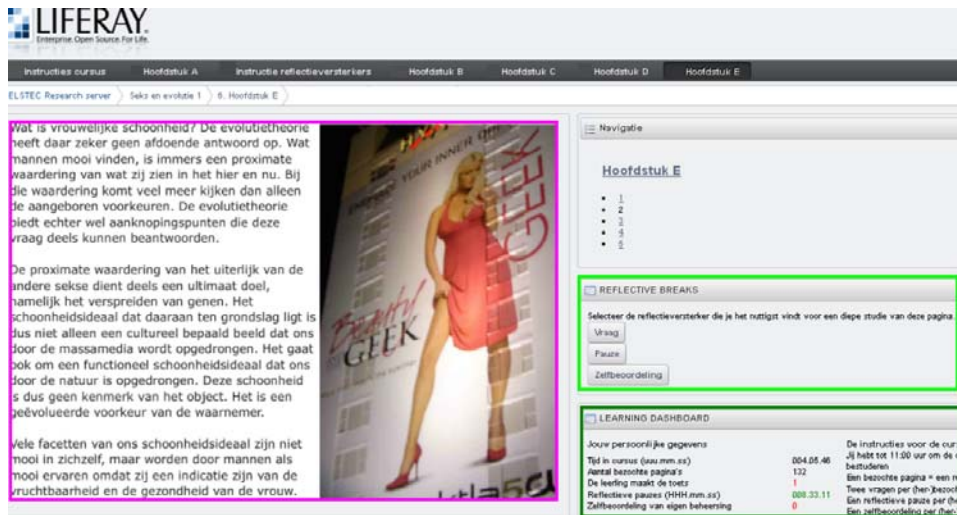 LIFERAY.
Enterprise. Open Source. For Life.
Instructies cursus Hoofdstuk A Instructie reflectieversterkers Hoofdstuk B Hoofdstuk C Hoofdstuk D Hoofdstuk E
ELSTEC Research server Seks en evolutie 1 6. Hoofdstuk E
Wat is vrouwelijke schoonheid? De evolutietheorie
heeft daar zeker geen afdoende antwoord op. Wat
mannen mooi vinden, is immers een proximate
waardering van wat zij zien in het hier en nu. Bij
die waardering komt veel meer kijken dan alleen
de aangeboren voorkeuren. De evolutietheorie
biedt echter wel aanknopingspunten die deze
vraag deels kunnen beantwoorden.
De proximate waardering van het uiterlijk van de
andere sekse dient deels een ultimaat doel,
namelijk het verspreiden van genen. Het
schoonheidsideaal dat daaraan ten grondslag ligt is
dus niet alleen een cultureel bepaald beeld dat ons
door de massamedia wordt opgedrongen. Het gaat
ook om een functioneel schoonheidsideaal dat ons
door de natuur is opgedrongen. Deze schoonheid
is dus geen kenmerk van het object. Het is een
geëvolueerde voorkeur van de waarnemer.
Vele facetten van ons schoonheidsideaal zijn niet
mooi in zichzelf, maar worden door mannen als
mooi ervaren omdat zij een indicatie zijn van de
vruchtbaarheid en de gezondheid van de vrouw.
YOUR INNER
GEEK
Beauty
GEEK
Navigatie
Hoofdstuk E
1
2
3
4
5
REFLECTIVE BREAKS
Selecteer de reflectieversterker die je het nuttigst vindt voor een diepe studie van deze pagina.
Vraag
Pauze
Zelfbeoordeling
LEARNING DASHBOARD
Jouw persoonlijke gegevens
Tijd in cursus (uuu.mm.ss) 004.05.46
Aantal bezochte pagina's 132
De leerling maakt de toets 1
Reflectieve pauzes (HHH.mm.ss) 000.33.11
Zelfbeoordeling van eigen beheersing 0
De instructies voor de cur
Jij hebt tot 11:00 uur om de
bestuderen
Een bezochte pagina = een
Twee vragen per (her-)bezoch
Een reflectieve pauze per
Een zelfbeoordeling per